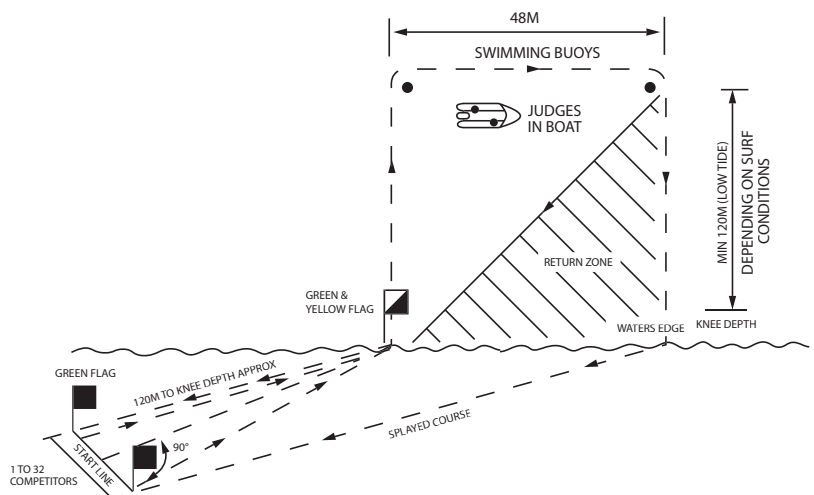 48M
SWIMMING BUOYS
JUDGES
IN BOAT
MIN 120M (LOW TIDE)
DEPENDING ON SURF
CONDITIONS
RETURN ZONE
GREEN &
YELLOW FLAG
WATERS EDGE
KNEE DEPTH
GREEN FLAG
120M TO KNEE DEPTH APPROX
SPLAYED COURSE
90°
START LINE
1 TO 32
COMPETITORS